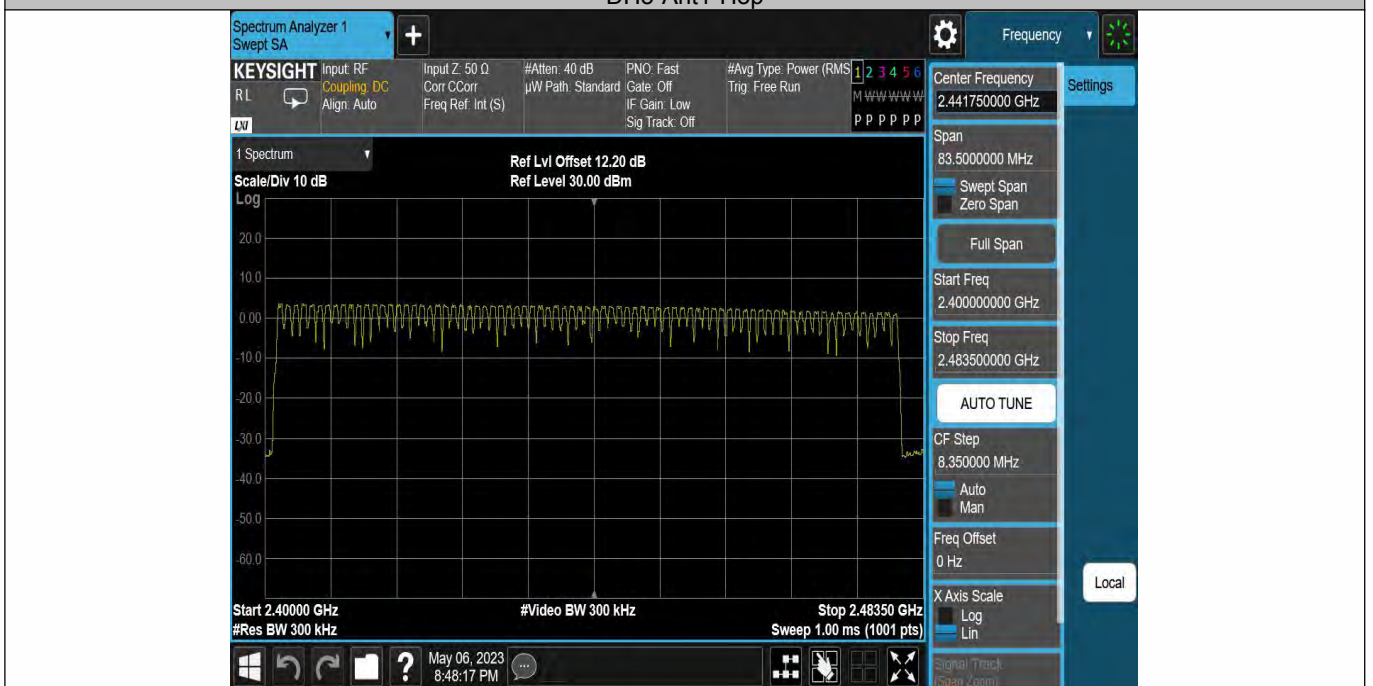 Spectrum Analyzer 1
Swept SA
Frequency
KEYSIGHT
RL
LXI
Input: RF
Coupling: DC
Align: Auto
Input Z: 50 Ω
Corr CCorr
Freq Ref: Int (S)
#Atten: 40 dB
µW Path: Standard
PNO: Fast
Gate: Off
IF Gain: Low
Sig Track: Off
#Avg Type: Power (RMS
Trig: Free Run
1 2 3 4 5 6
M W W W W W
P P P P P P
1 Spectrum
Scale/Div 10 dB
Ref Lvl Offset 12.20 dB
Ref Level 30.00 dBm
Log
20.0
10.0
0.00
-10.0
-20.0
-30.0
-40.0
-50.0
-60.0
Start 2.40000 GHz
#Res BW 300 kHz
#Video BW 300 kHz
Stop 2.48350 GHz
Sweep 1.00 ms (1001 pts)
May 06, 2023
8:48:17 PM
Center Frequency
2.441750000 GHz
Settings
Span
83.5000000 MHz
Swept Span
Zero Span
Full Span
Start Freq
2.400000000 GHz
Stop Freq
2.483500000 GHz
AUTO TUNE
CF Step
8.350000 MHz
Auto
Man
Freq Offset
0 Hz
X Axis Scale
Log
Lin
Local
Signal Track
(Span Zoom)